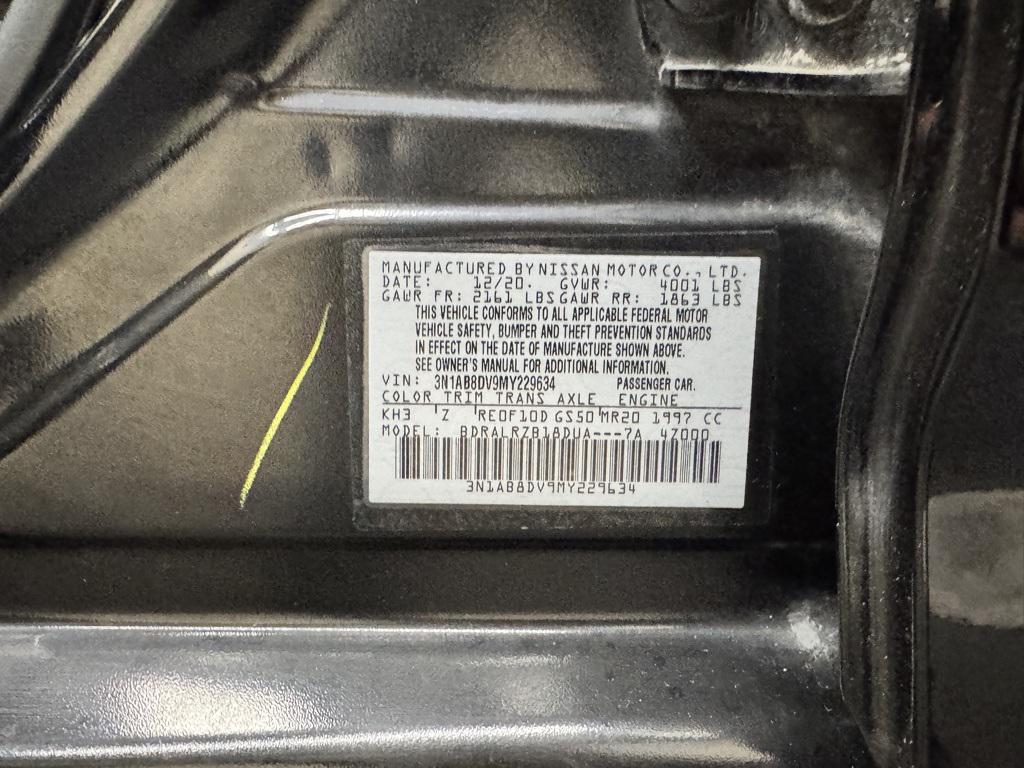 MANUFACTURED BY NISSAN MOTOR CO., LTD.
DATE: 12/20. GVWR: 4001 LBS
GAWR FR: 2161 LBS GAWR RR: 1863 LBS
THIS VEHICLE CONFORMS TO ALL APPLICABLE FEDERAL MOTOR
VEHICLE SAFETY, BUMPER AND THEFT PREVENTION STANDARDS
IN EFFECT ON THE DATE OF MANUFACTURE SHOWN ABOVE.
SEE OWNER'S MANUAL FOR ADDITIONAL INFORMATION.
VIN: 3N1AB8DV9MY229634 PASSENGER CAR.
COLOR TRIM TRANS AXLE ENGINE
KH3 Z RE0F10D GS50 MR20 1997 CC
MODEL: BDRALRZB18DUA---7A 47000
3N1AB8DV9MY229634